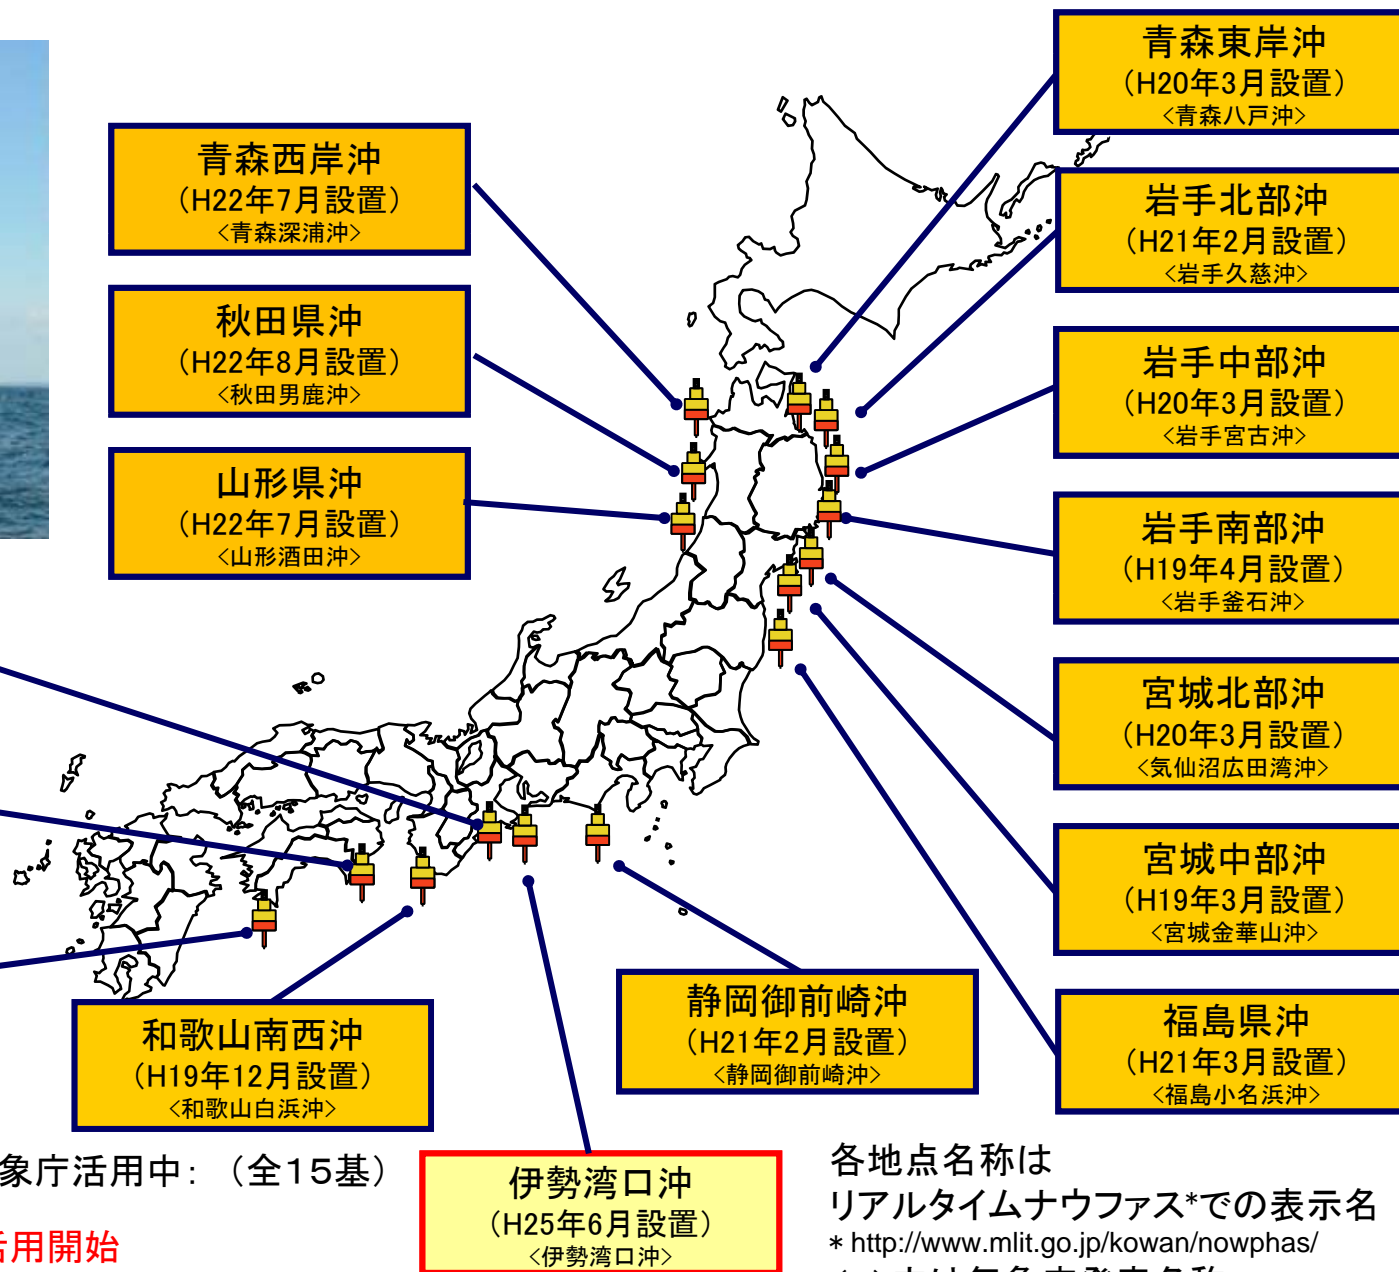 青森東岸沖
(H20年3月設置)
<青森八戸沖>
青森西岸沖
(H22年7月設置)
<青森深浦沖>
岩手北部沖
(H21年2月設置)
<岩手久慈沖>
秋田県沖
(H22年8月設置)
<秋田男鹿沖>
岩手中部沖
(H20年3月設置)
<岩手宮古沖>
山形県沖
(H22年7月設置)
<山形酒田沖>
岩手南部沖
(H19年4月設置)
<岩手釜石沖>
宮城北部沖
(H20年3月設置)
<気仙沼広田湾沖>
宮城中部沖
(H19年3月設置)
<宮城金華山沖>
福島県沖
(H21年3月設置)
<福島小名浜沖>
静岡御前崎沖
(H21年2月設置)
<静岡御前崎沖>
和歌山南西沖
(H19年12月設置)
<和歌山白浜沖>
象庁活用中：（全１５基）
活用開始
伊勢湾口沖
(H25年6月設置)
<伊勢湾口沖>
各地点名称は
リアルタイムナウファス*での表示名
* http://www.mlit.go.jp/kowan/nowphas/